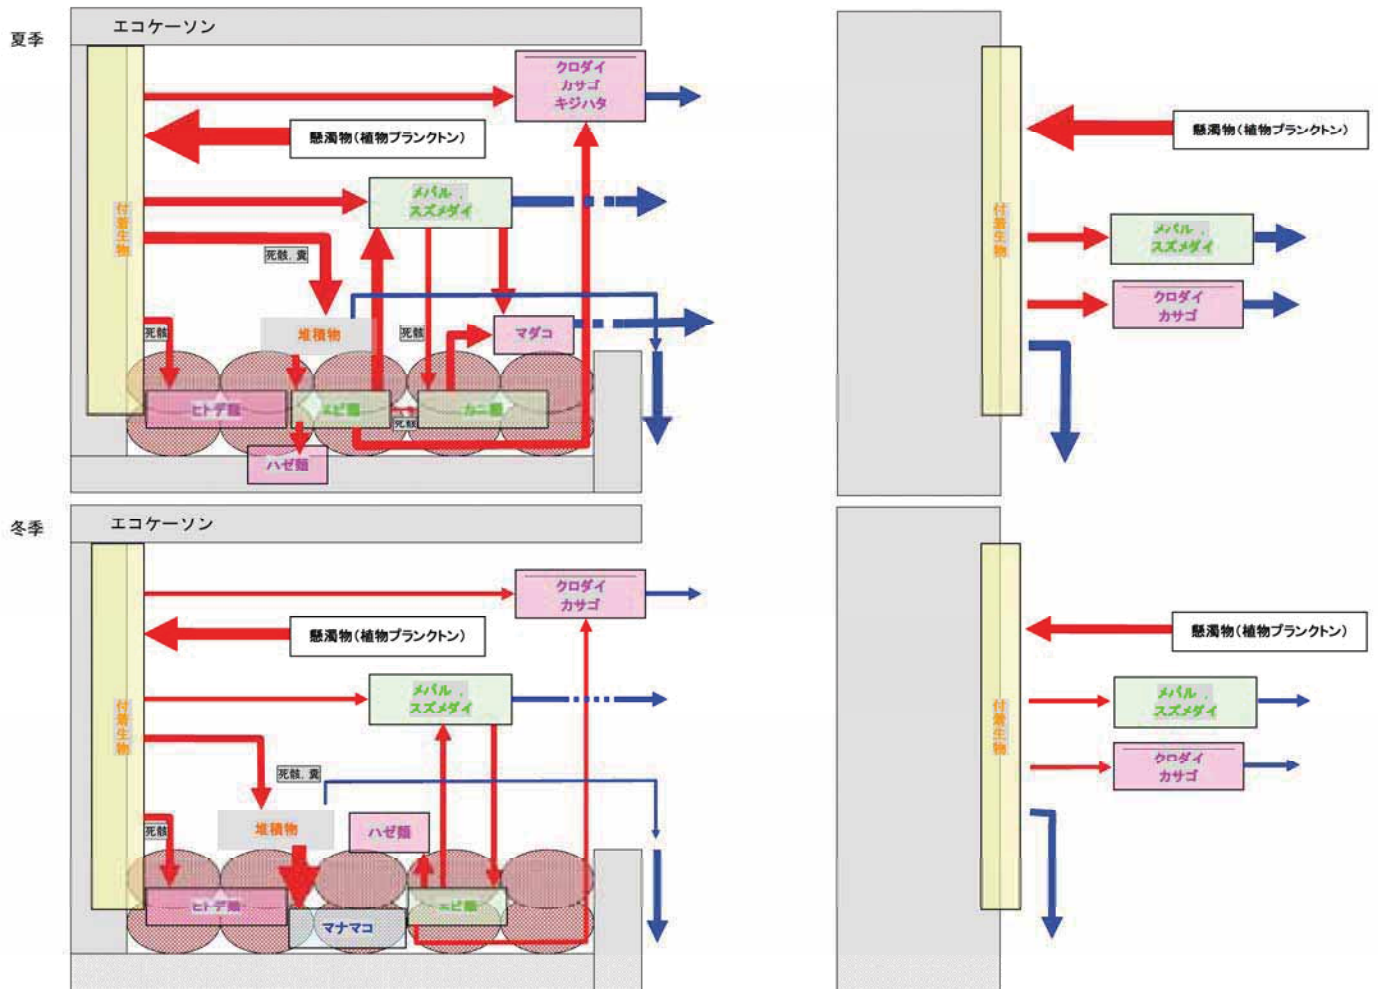 夏季
エコケーソン
クロダイ
カサゴ
キジハタ
懸濁物(植物プランクトン)
付着生物
メバル、
スズメダイ
死骸、糞
死骸
堆積物
死骸
マダコ
ヒトデ類
エビ類
死骸
カニ類
ハゼ類
懸濁物(植物プランクトン)
付着生物
メバル、
スズメダイ
クロダイ
カサゴ
冬季
エコケーソン
クロダイ
カサゴ
懸濁物(植物プランクトン)
付着生物
メバル、
スズメダイ
死骸、糞
死骸
堆積物
ハゼ類
ヒトデ類
マナマコ
エビ類
懸濁物(植物プランクトン)
付着生物
メバル、
スズメダイ
クロダイ
カサゴ